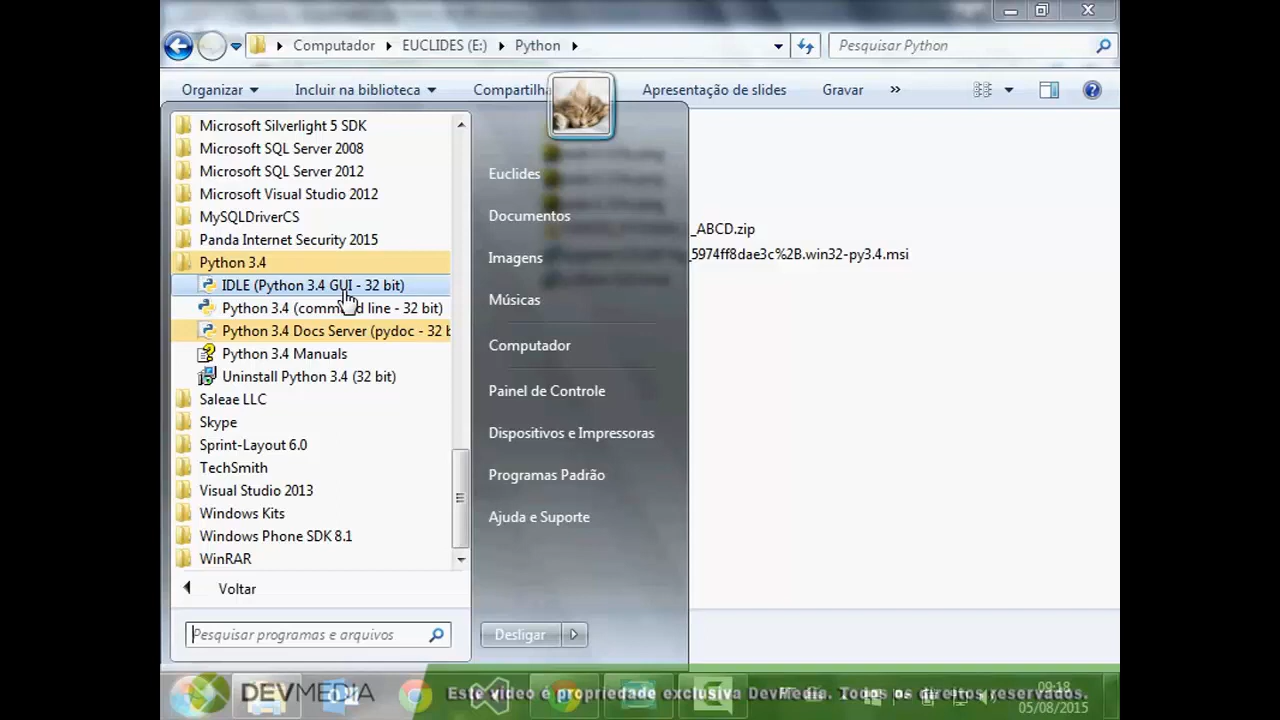 Computador EUCLIDES (E:) Python
Pesquisar Python
Organizar Incluir na biblioteca Compartilha Apresentação de slides Gravar »
Microsoft Silverlight 5 SDK
Microsoft SQL Server 2008
Microsoft SQL Server 2012
Microsoft Visual Studio 2012
MySQLDriverCS
Panda Internet Security 2015
Python 3.4
IDLE (Python 3.4 GUI - 32 bit)
Python 3.4 (command line - 32 bit)
Python 3.4 Docs Server (pydoc - 32 b
Python 3.4 Manuals
Uninstall Python 3.4 (32 bit)
Saleae LLC
Skype
Sprint-Layout 6.0
TechSmith
Visual Studio 2013
Windows Kits
Windows Phone SDK 8.1
WinRAR
Voltar
Pesquisar programas e arquivos
Euclides
Documentos
Imagens
Músicas
Computador
Painel de Controle
Dispositivos e Impressoras
Programas Padrão
Ajuda e Suporte
Desligar
_ABCD.zip
_5974ff8dae3c%2B.win32-py3.4.msi
DEVMEDIA
Este vídeo é propriedade exclusiva DevMedia. Todos os direitos reservados.
09:18
05/08/2015